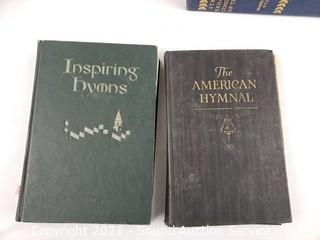 Inspiring
Hymns
The
AMERICAN
HYMNAL
Copyright 2021 - Sound Auction Service